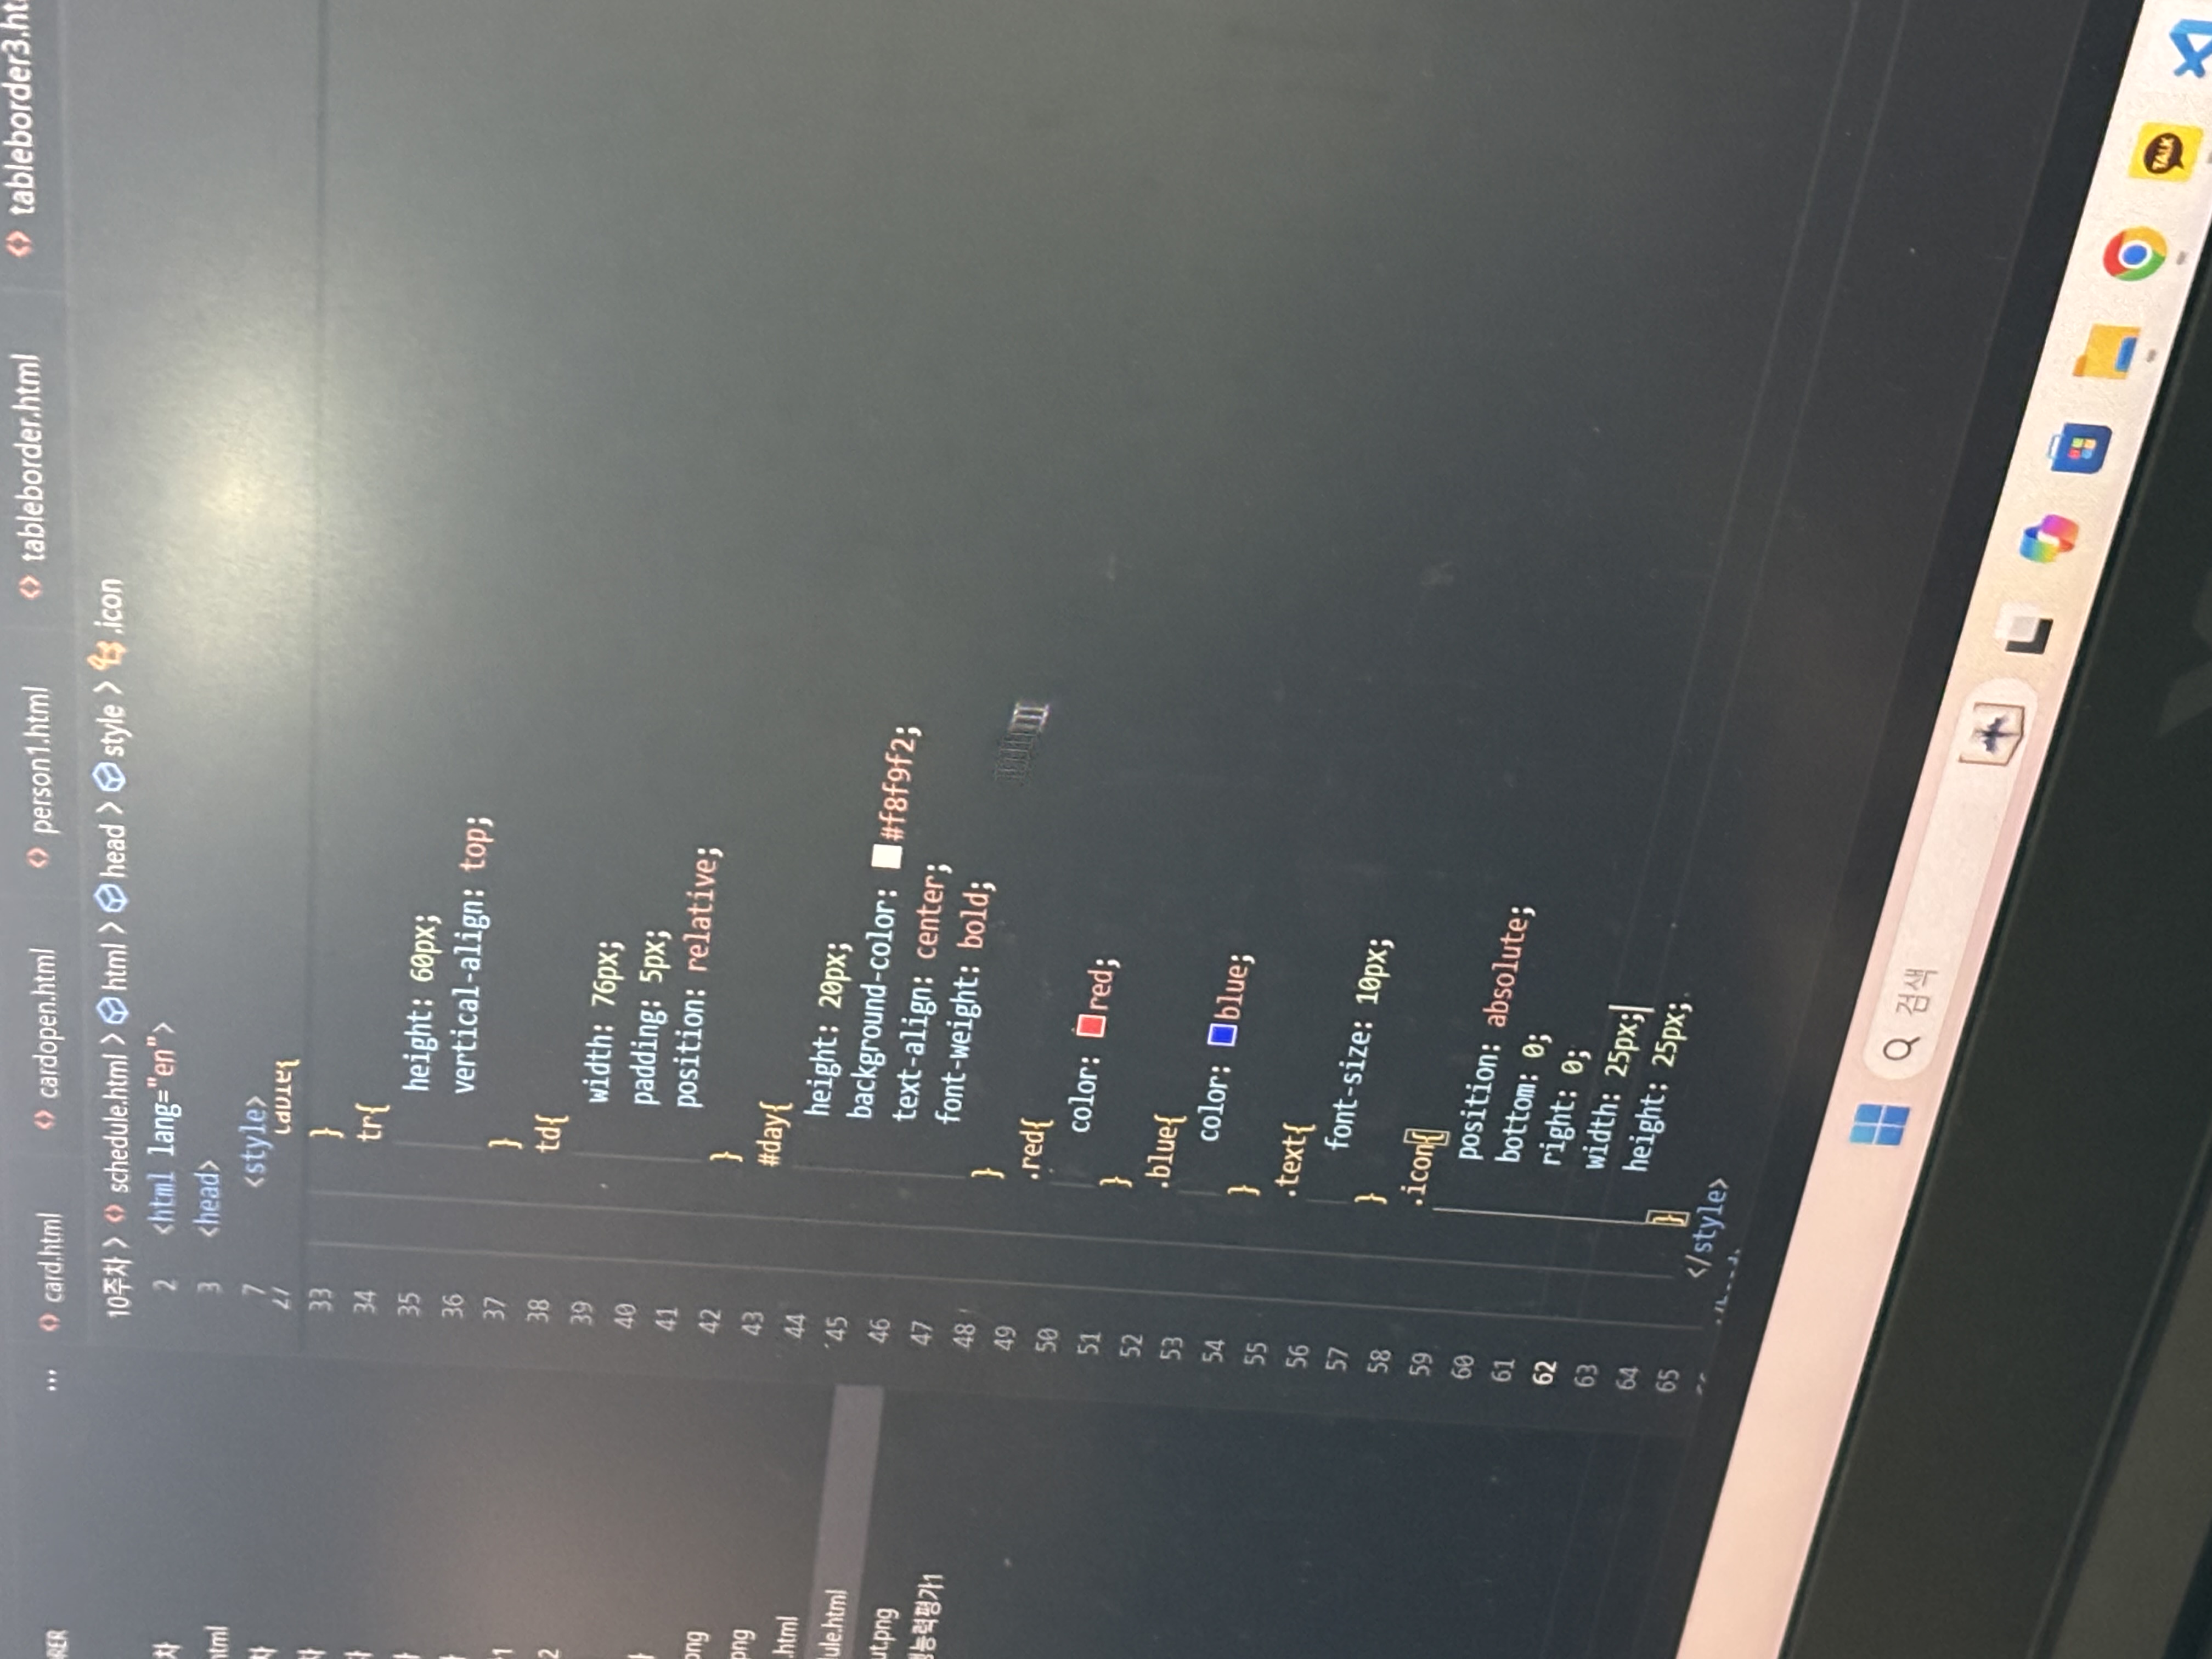 card.html
cardopen.html
person1.html
tableborder.html
tableborder3.ht
10주차 > schedule.html > html > head > style > .icon
2 <html lang="en">
3 <head>
7 <style>
27 table{
33 }
34 tr{
35 height: 60px;
36 vertical-align: top;
37 }
38 td{
39 width: 76px;
40 padding: 5px;
41 position: relative;
42 }
43 #day{
44 height: 20px;
45 background-color: #f8f9f2;
46 text-align: center;
47 font-weight: bold;
48 }
49 .red{
50 color: red;
51 }
52 .blue{
53 color: blue;
54 }
55 .text{
56 font-size: 10px;
57 }
58 .icon{
59 position: absolute;
60 bottom: 0;
61 right: 0;
62 width: 25px;
63 height: 25px;
64 }
65 </style>
RER
차
html
1
2
png
png
.html
ule.html
ut.png
능력평가1
검색
TALK